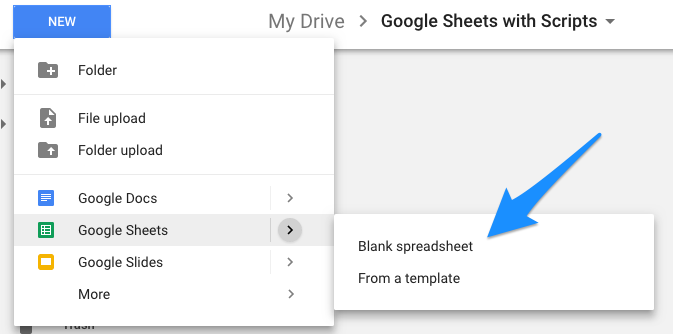 NEW
My Drive > Google Sheets with Scripts
Folder
File upload
Folder upload
Google Docs
Google Sheets
Blank spreadsheet
Google Slides
From a template
More